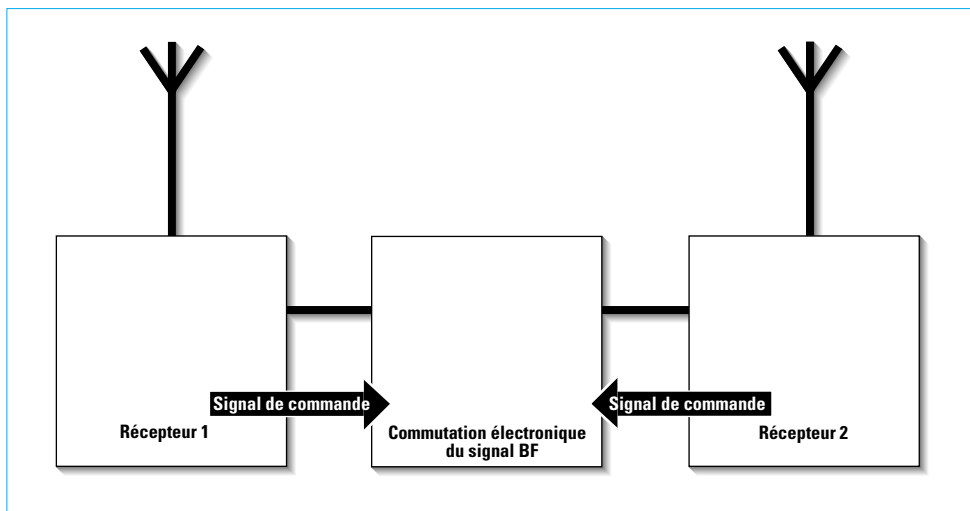 Signal de commande
Signal de commande
Récepteur 1
Commutation électronique
du signal BF
Récepteur 2